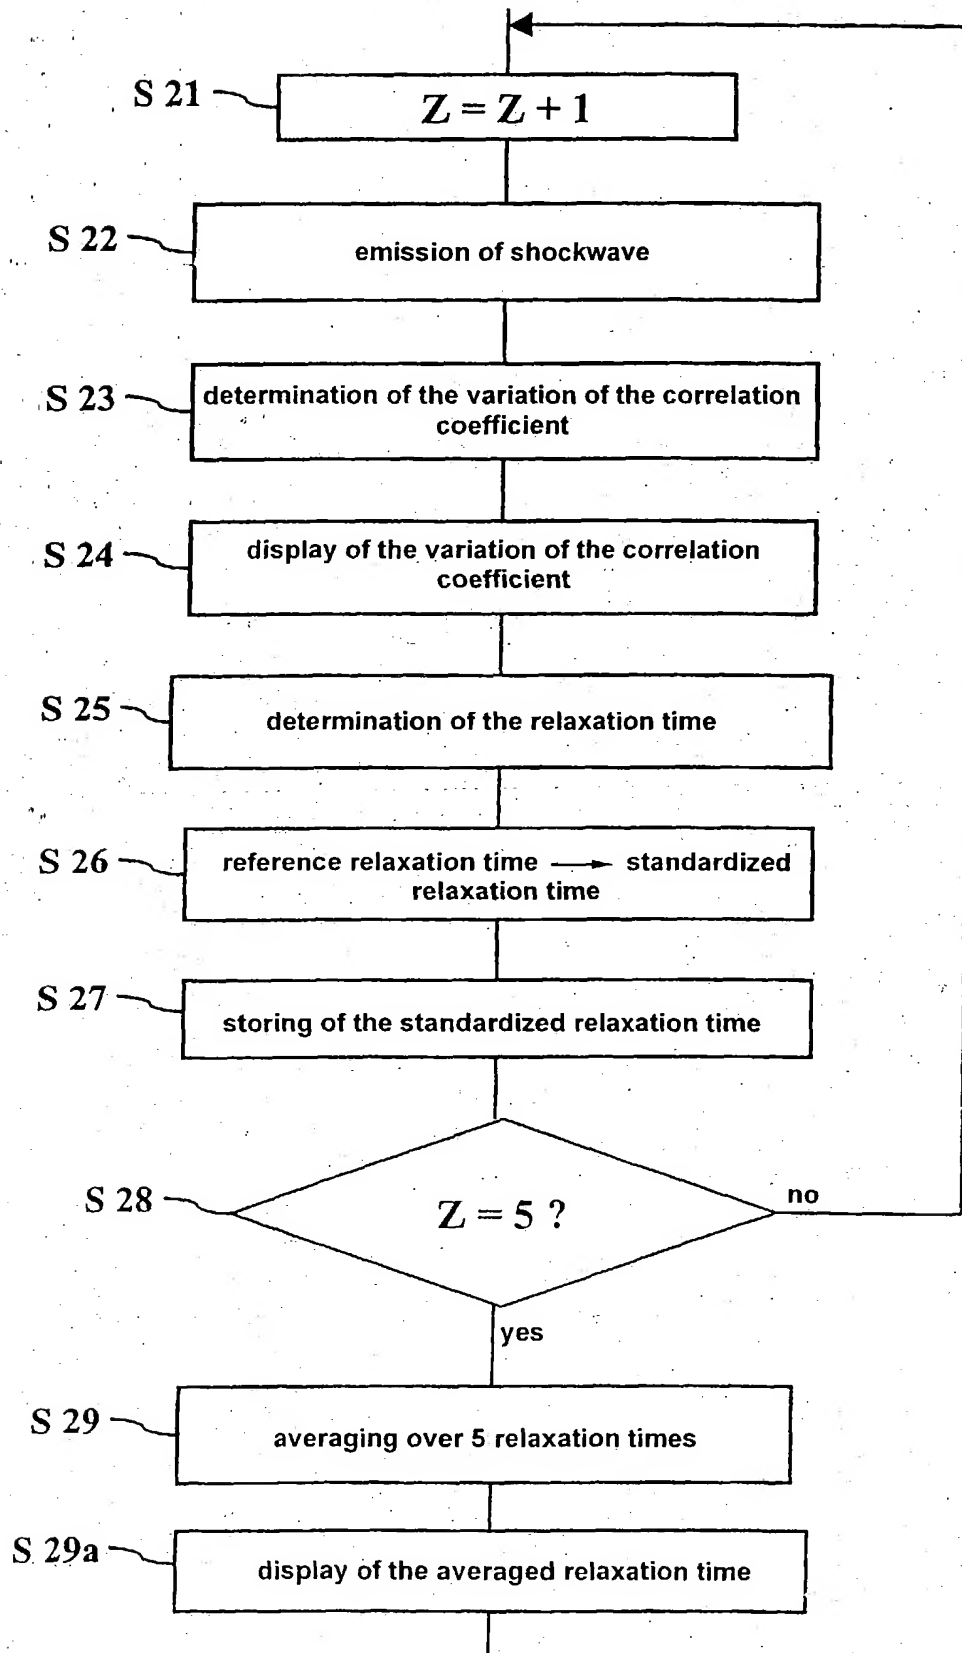 S 21
Z = Z + 1
S 22
emission of shockwave
S 23
determination of the variation of the correlation
coefficient
S 24
display of the variation of the correlation
coefficient
S 25
determination of the relaxation time
S 26
reference relaxation time → standardized
relaxation time
S 27
storing of the standardized relaxation time
S 28
Z = 5 ?
no
yes
S 29
averaging over 5 relaxation times
S 29a
display of the averaged relaxation time